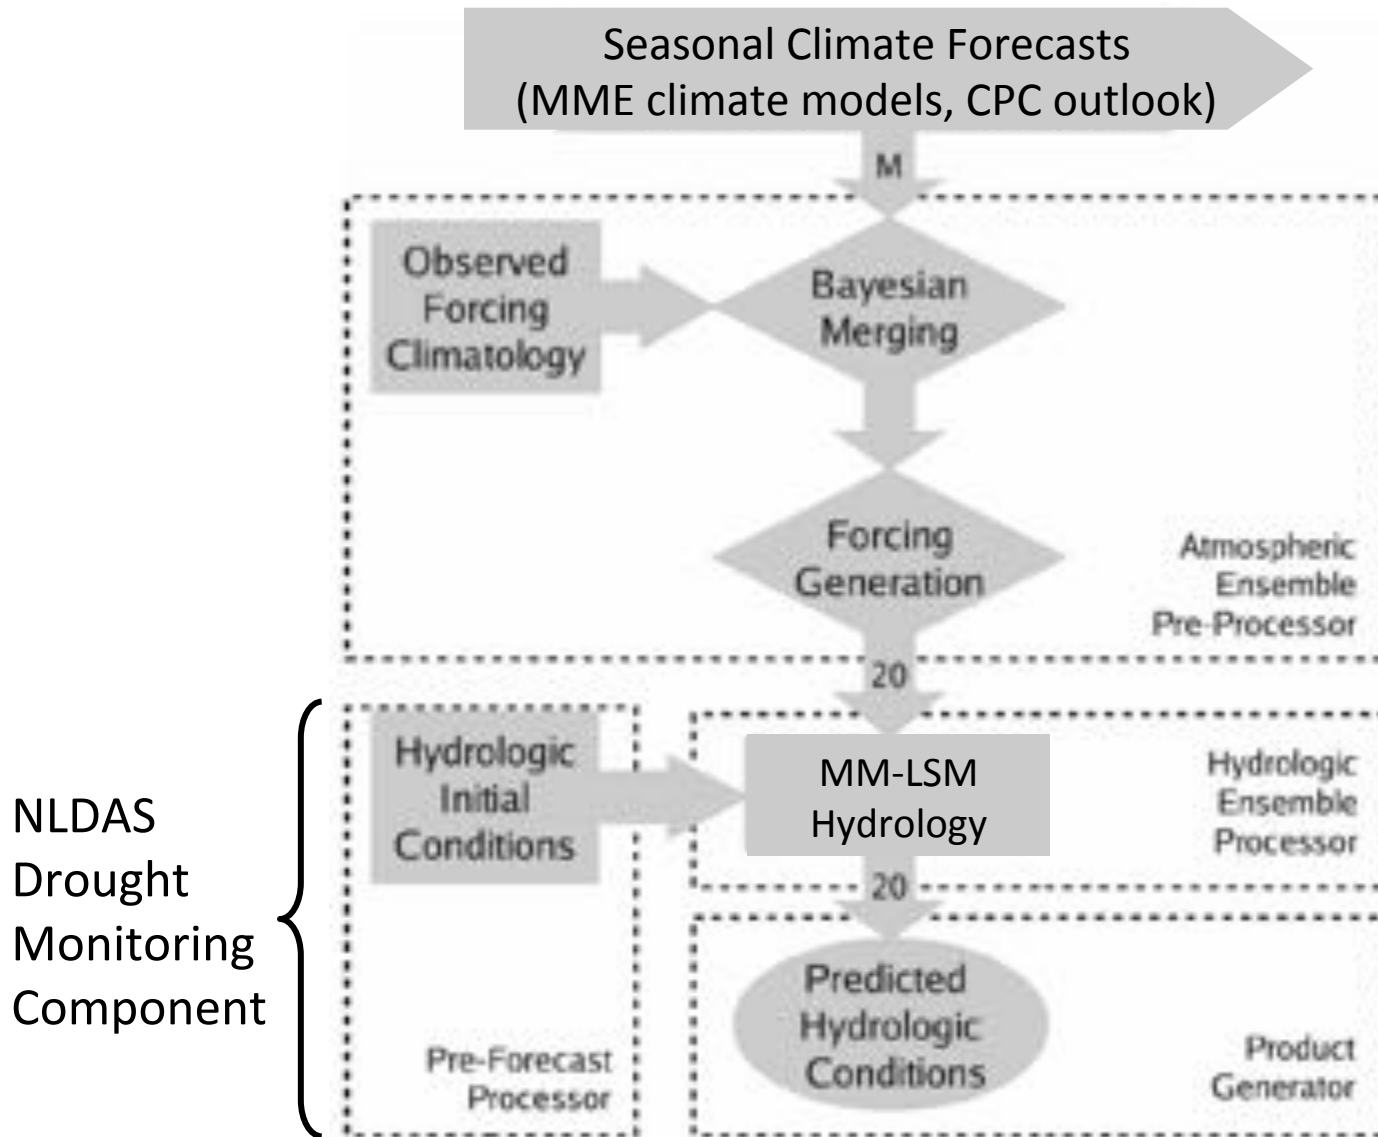 Seasonal Climate Forecasts
(MME climate models, CPC outlook)
M
Observed
Forcing
Climatology
Bayesian
Merging
Forcing
Generation
Atmospheric
Ensemble
Pre-Processor
20
NLDAS
Drought
Monitoring
Component
Hydrologic
Initial
Conditions
MM-LSM
Hydrology
Hydrologic
Ensemble
Processor
20
Predicted
Hydrologic
Conditions
Pre-Forecast
Processor
Product
Generator